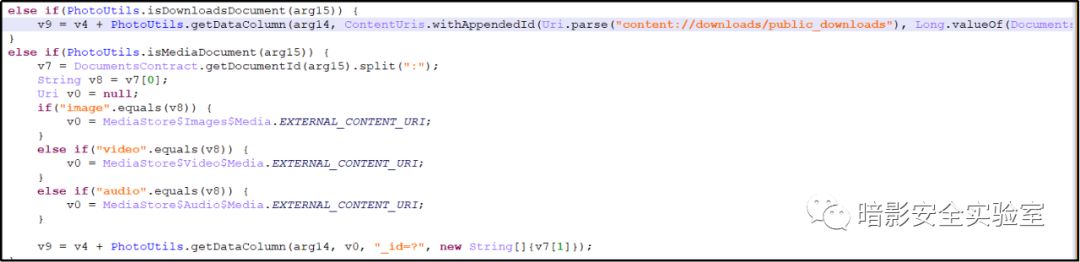 else if(PhotoUtils.isDownloadsDocument(arg15)) {
    v9 = v4 + PhotoUtils.getDataColumn(arg14, ContentUris.withAppendedId(Uri.parse("content://downloads/public_downloads"), Long.valueOf(Documents
}
else if(PhotoUtils.isMediaDocument(arg15)) {
    v7 = DocumentsContract.getDocumentId(arg15).split(":");
    String v8 = v7[0];
    Uri v0 = null;
    if("image".equals(v8)) {
        v0 = MediaStore$Images$Media.EXTERNAL_CONTENT_URI;
    }
    else if("video".equals(v8)) {
        v0 = MediaStore$Video$Media.EXTERNAL_CONTENT_URI;
    }
    else if("audio".equals(v8)) {
        v0 = MediaStore$Audio$Media.EXTERNAL_CONTENT_URI;
    }
    v9 = v4 + PhotoUtils.getDataColumn(arg14, v0, "_id=?", new String[]{v7[1]});
}
暗影安全实验室